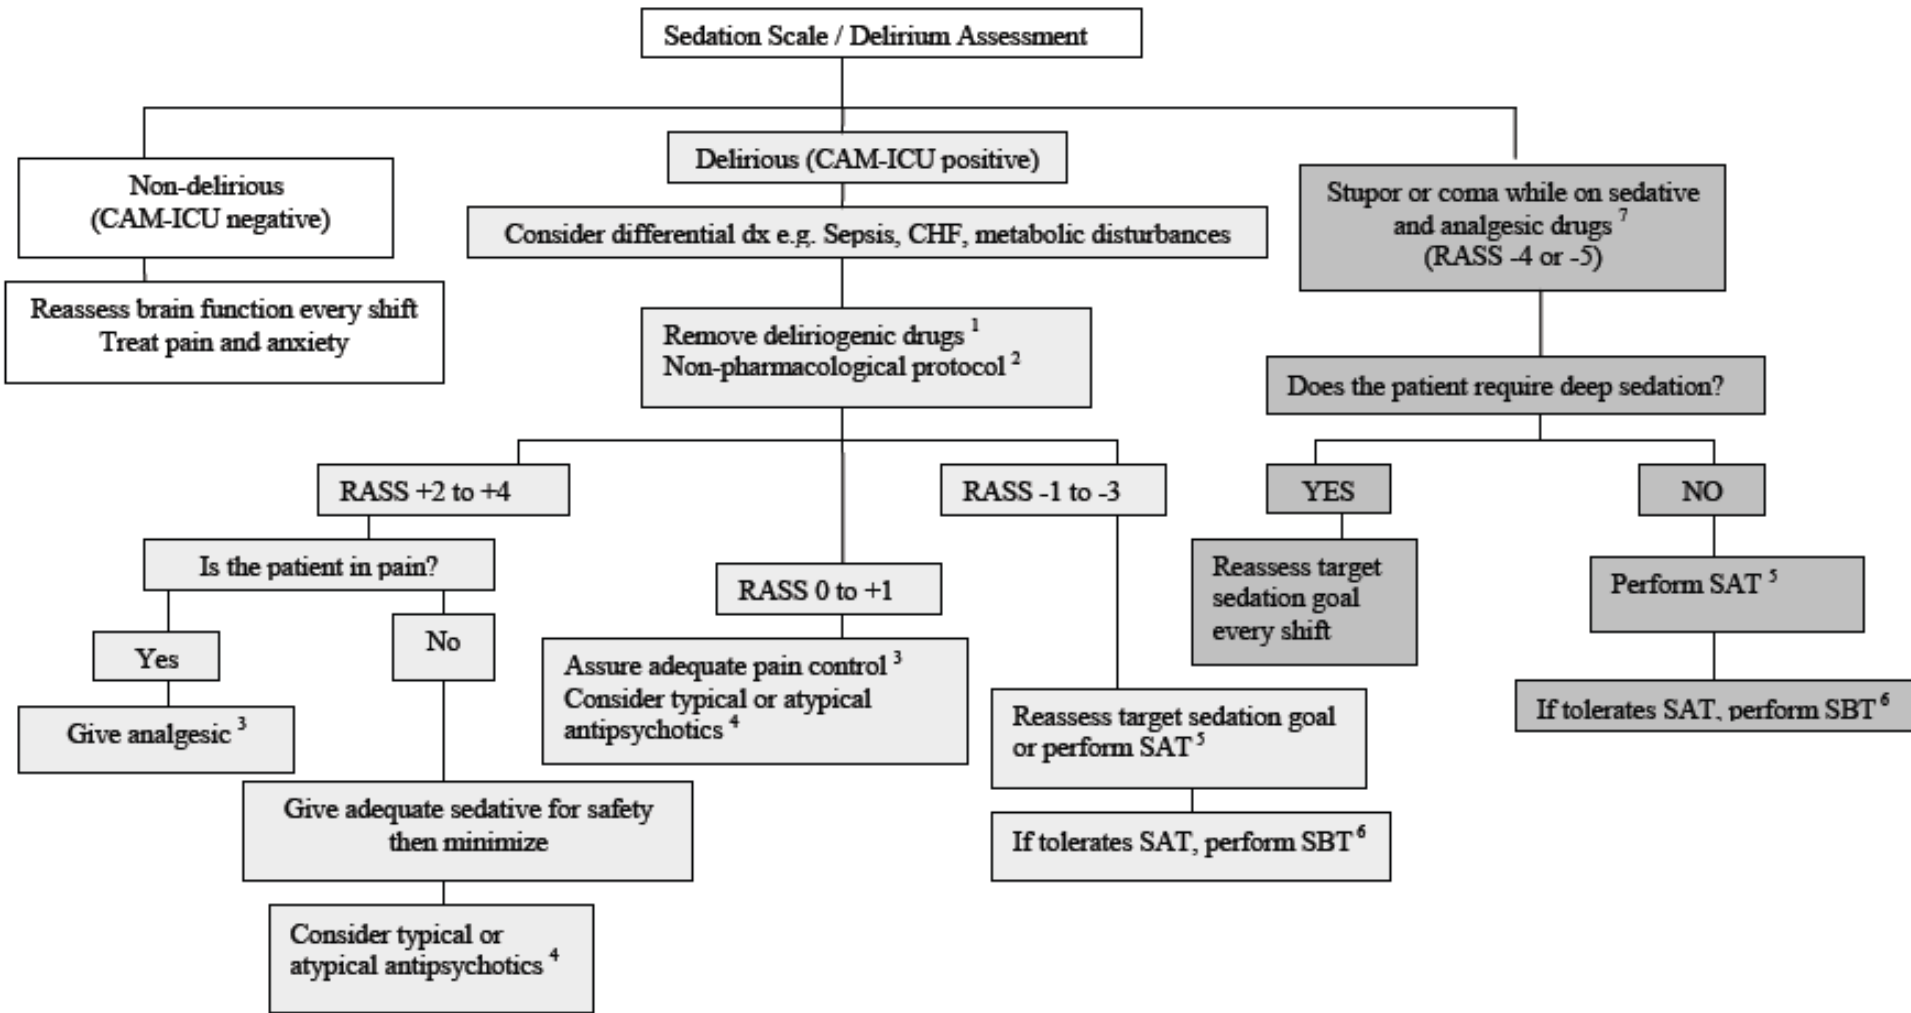 Sedation Scale / Delirium Assessment
Non-delirious
(CAM-ICU negative)
Reassess brain function every shift
Treat pain and anxiety
Delirious (CAM-ICU positive)
Consider differential dx e.g. Sepsis, CHF, metabolic disturbances
Remove deliriogenic drugs 1
Non-pharmacological protocol 2
RASS +2 to +4
Is the patient in pain?
Yes
Give analgesic 3
No
Give adequate sedative for safety
then minimize
Consider typical or
atypical antipsychotics 4
RASS 0 to +1
Assure adequate pain control 3
Consider typical or atypical
antipsychotics 4
RASS -1 to -3
Reassess target sedation goal
or perform SAT 5
If tolerates SAT, perform SBT 6
Stupor or coma while on sedative
and analgesic drugs 7
(RASS -4 or -5)
Does the patient require deep sedation?
YES
Reassess target
sedation goal
every shift
NO
Perform SAT 5
If tolerates SAT, perform SBT 6